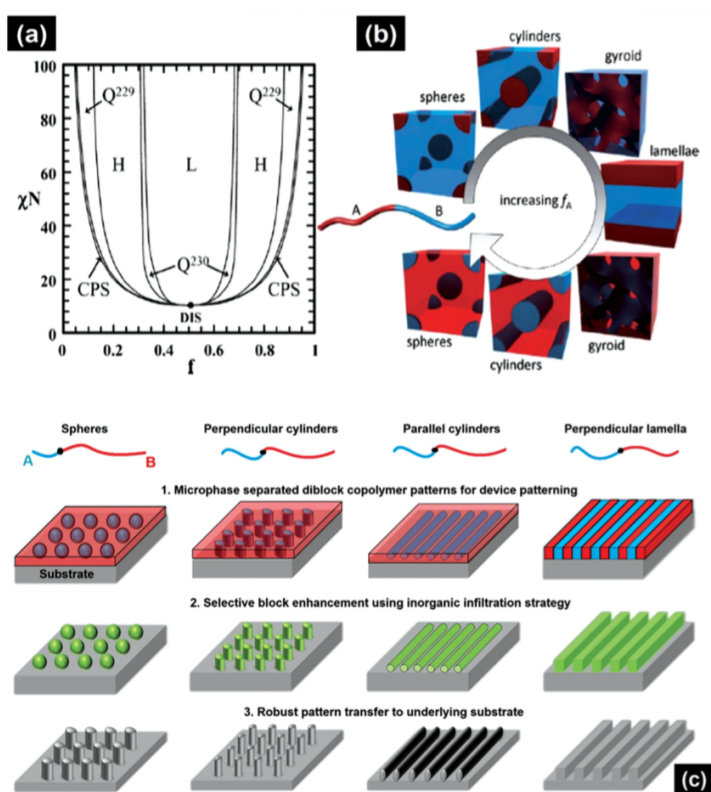 (a)
100
80
60
40
20
0
χN
Q²²⁹
Q²²⁹
H
L
H
Q²³⁰
CPS
CPS
DIS
0
0.2
0.4
0.6
0.8
1
f
(b)
cylinders
gyroid
spheres
lamellae
A
B
increasing fA
spheres
cylinders
gyroid
Spheres
Perpendicular cylinders
Parallel cylinders
Perpendicular lamella
A
B
1. Microphase separated diblock copolymer patterns for device patterning
Substrate
2. Selective block enhancement using inorganic infiltration strategy
3. Robust pattern transfer to underlying substrate
(c)